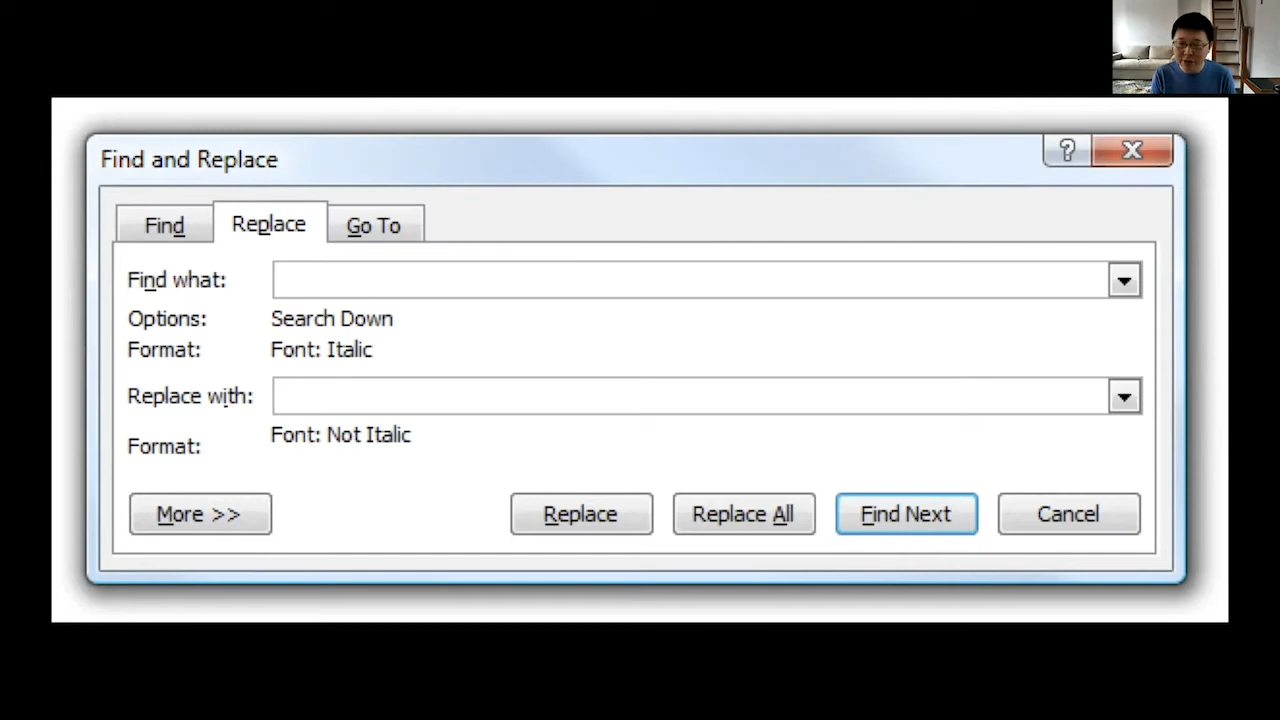 Find and Replace
Find Replace Go To
Find what:
Options: Search Down
Format: Font: Italic
Replace with:
Format: Font: Not Italic
More >> Replace Replace All Find Next Cancel